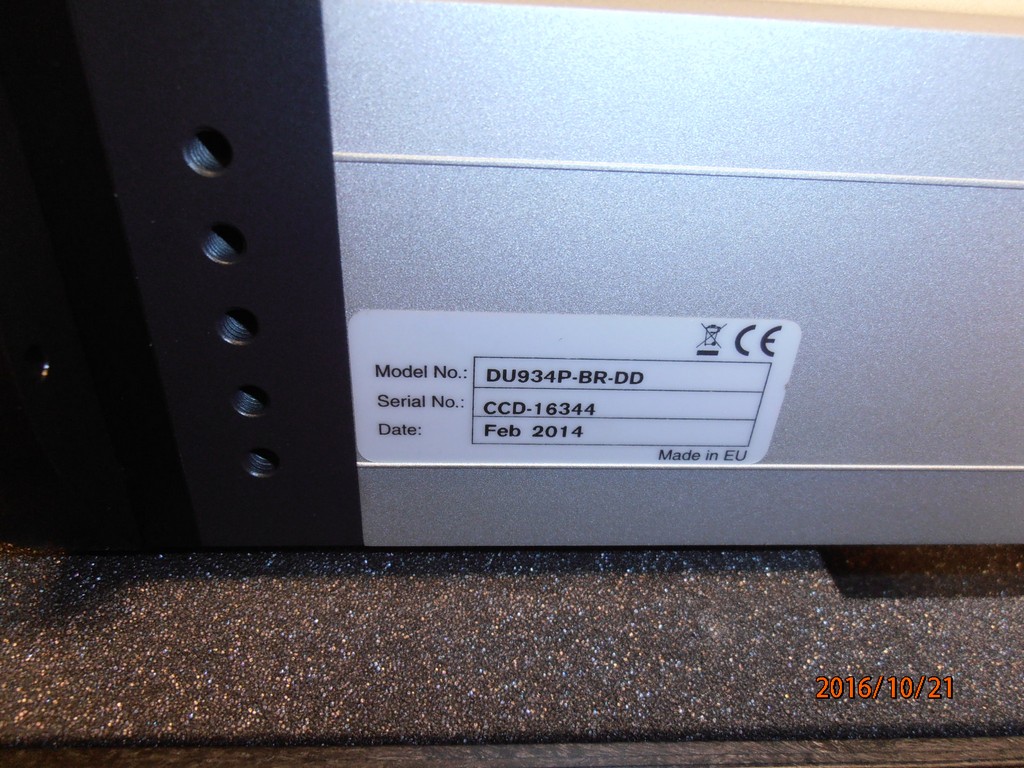 CE
Model No.: DU934P-BR-DD
Serial No.: CCD-16344
Date: Feb 2014
Made in EU
2016/10/21